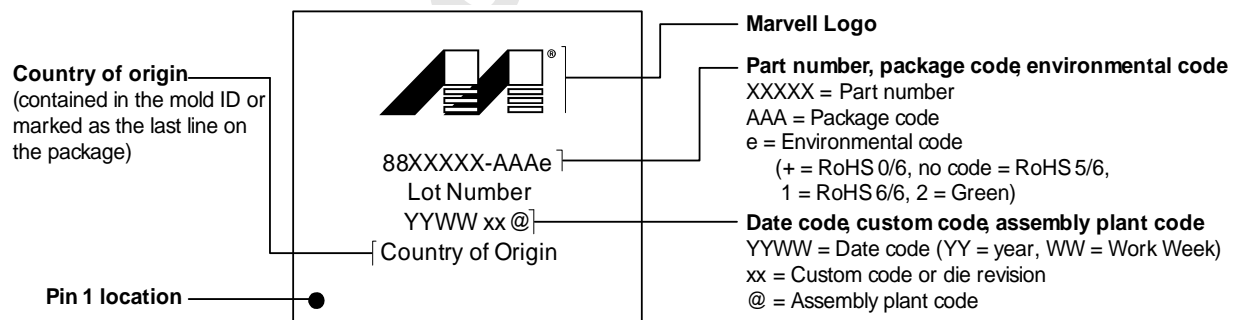 Marvell Logo
Country of origin
(contained in the mold ID or
marked as the last line on
the package)
Part number, package code, environmental code
XXXXX = Part number
AAA = Package code
e = Environmental code
(+ = RoHS 0/6, no code = RoHS 5/6,
1 = RoHS 6/6, 2 = Green)
®
88XXXXX-AAAe
Lot Number
YYWW xx @
Country of Origin
Date code, custom code, assembly plant code
YYWW = Date code (YY = year, WW = Work Week)
xx = Custom code or die revision
@ = Assembly plant code
Pin 1 location